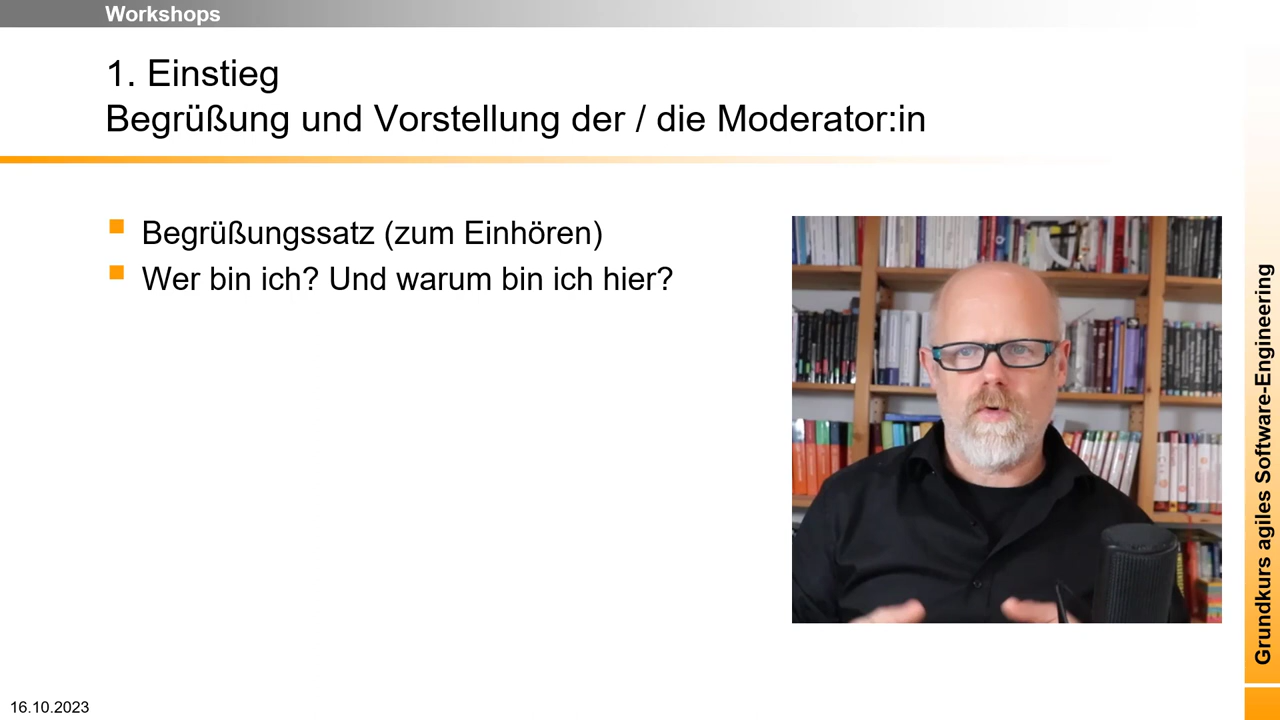 Workshops
1. Einstieg
Begrüßung und Vorstellung der / die Moderator:in
Begrüßungssatz (zum Einhören)
Wer bin ich? Und warum bin ich hier?
Grundkurs agiles Software-Engineering
16.10.2023